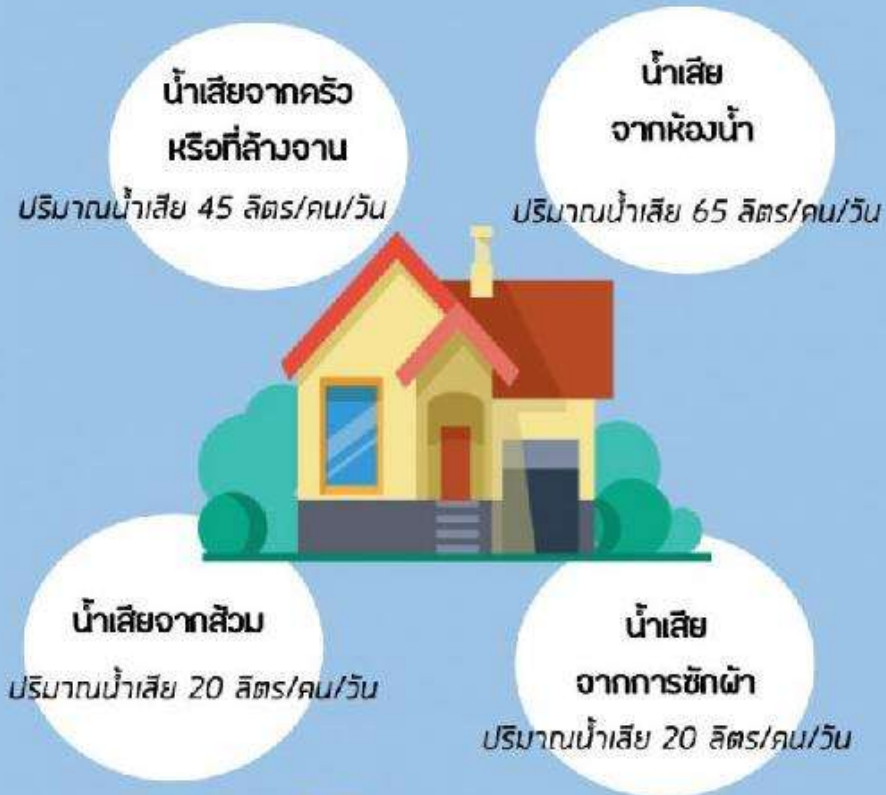 น้ำเสียจากครัว
หรือที่ล้างจาน
ปริมาณน้ำเสีย 45 ลิตร/คน/วัน
น้ำเสีย
จากห้องน้ำ
ปริมาณน้ำเสีย 65 ลิตร/คน/วัน
น้ำเสียจากส้วม
ปริมาณน้ำเสีย 20 ลิตร/คน/วัน
น้ำเสีย
จากการซักผ้า
ปริมาณน้ำเสีย 20 ลิตร/คน/วัน